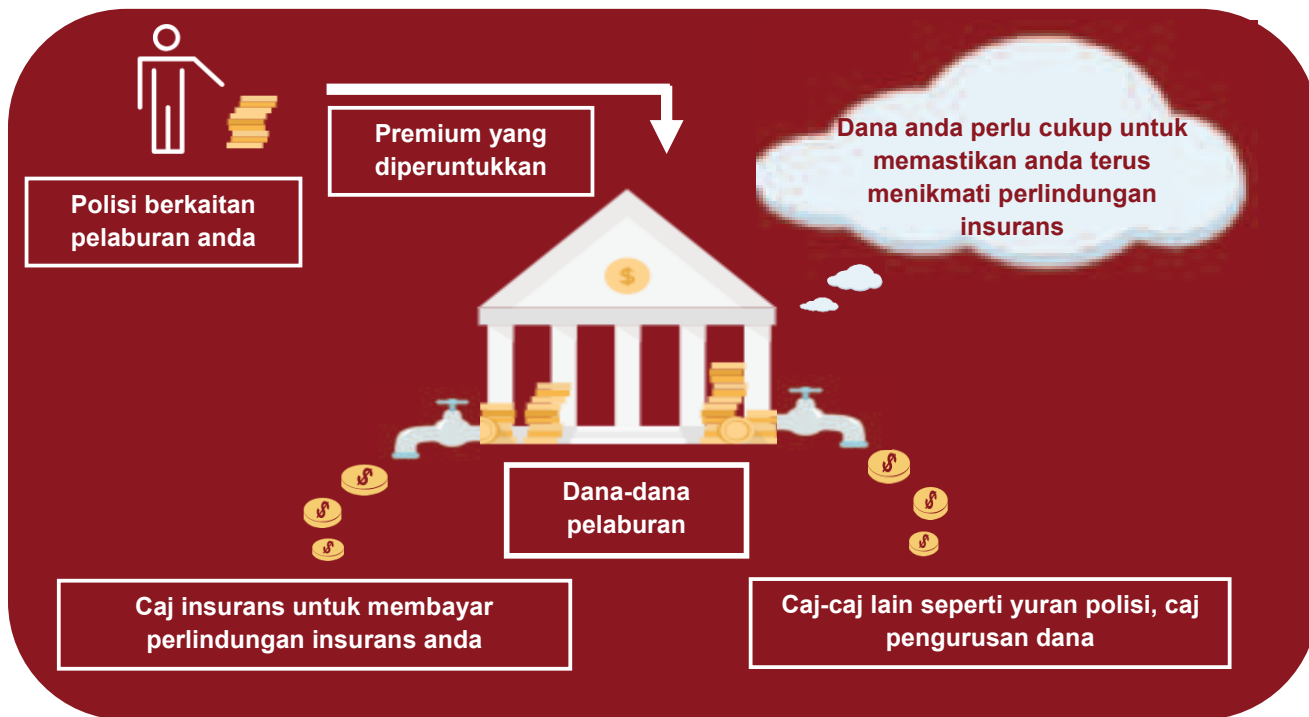 Polisi berkaitan
pelaburan anda
Premium yang
diperuntukkan
Dana anda perlu cukup untuk
memastikan anda terus
menikmati perlindungan
insurans
$
Dana-dana
pelaburan
$
$
$
$
$
$
Caj insurans untuk membayar
perlindungan insurans anda
Caj-caj lain seperti yuran polisi, caj
pengurusan dana